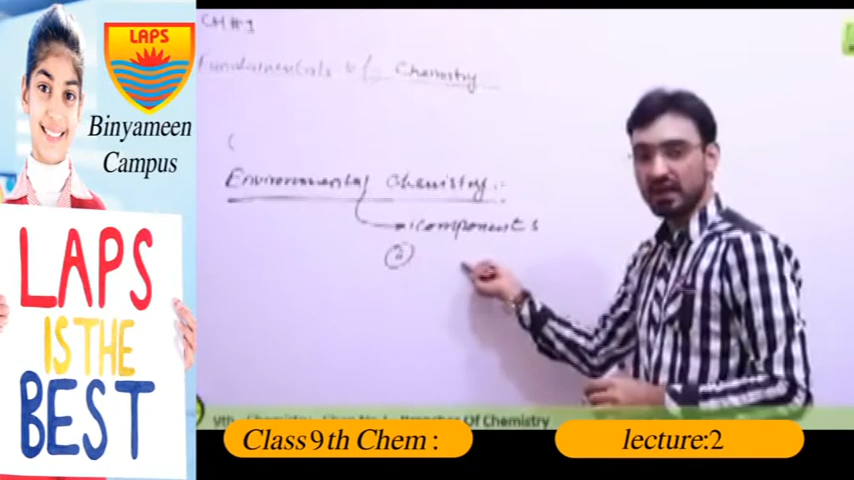 LAPS
Binyameen
Campus
LAPS
IS THE
BEST
CH#1
Fundamentals of Chemistry
Environmental Chemistry :-
components
Chemistry Chap No 1 Branches Of Chemistry
Class 9th Chem :
lecture:2